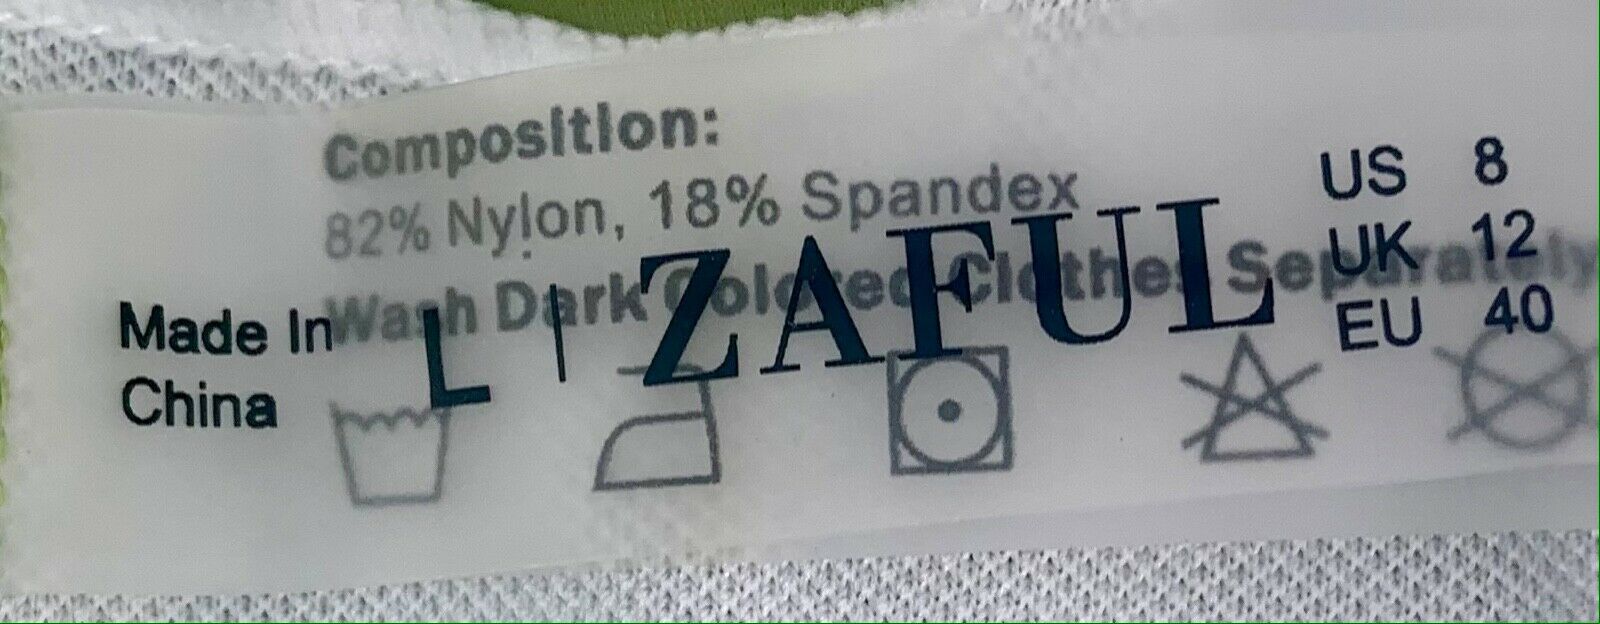 Composition:
82% Nylon, 18% Spandex
Wash Dark Colored Clothes Separately
Made In
China
L | ZAFUL
US 8
UK 12
EU 40